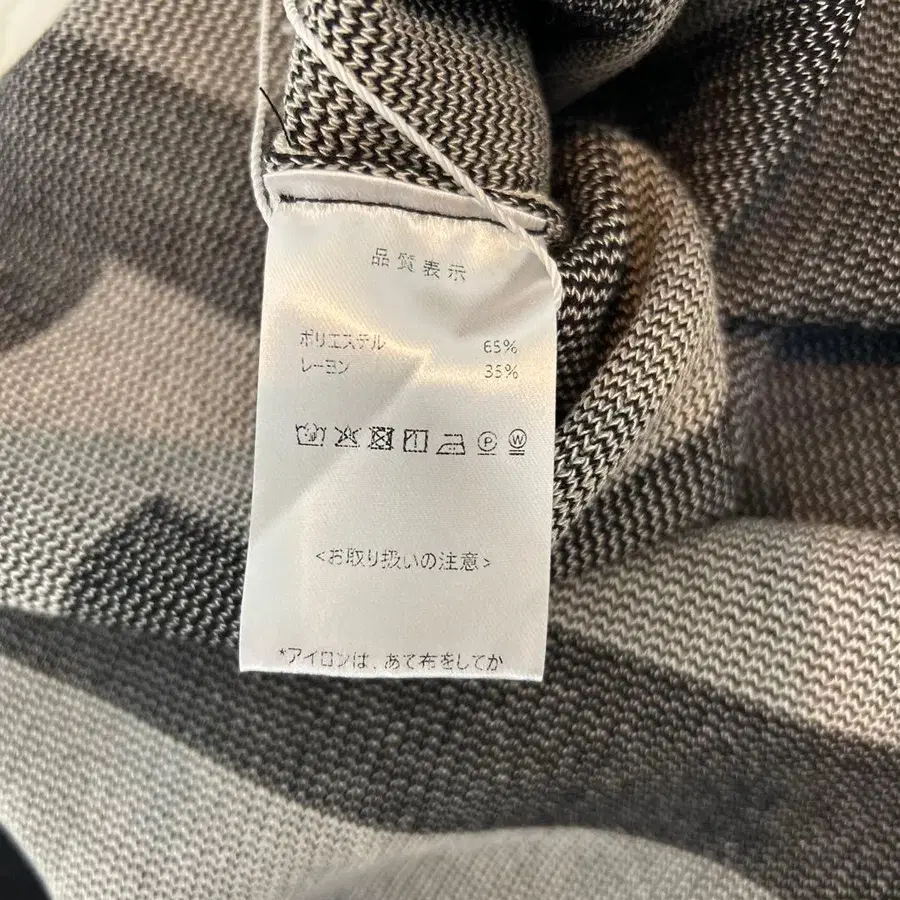 品質表示
ポリエステル 65%
レーヨン 35%
P W
<お取り扱いの注意>
*アイロンは、あて布をしてか